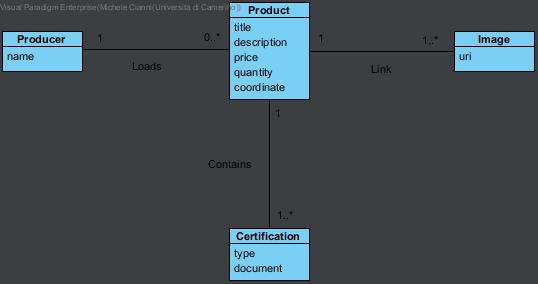 Visual Paradigm Enterprise(Michele Cianni(Università di Camerino))
Product
title
description
price
quantity
coordinate
Producer
name
1
0..*
Loads
1
1..*
Link
Image
uri
1
Contains
1..*
Certification
type
document